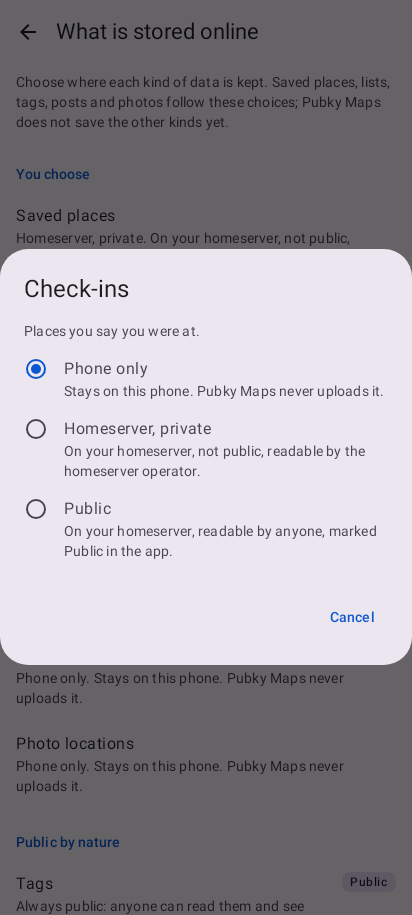 What is stored online
Choose where each kind of data is kept. Saved places, lists,
tags, posts and photos follow these choices; Pubky Maps
does not save the other kinds yet.
You choose
Saved places
Homeserver, private. On your homeserver, not public,
Check-ins
Places you say you were at.
Phone only
Stays on this phone. Pubky Maps never uploads it.
Homeserver, private
On your homeserver, not public, readable by the
homeserver operator.
Public
On your homeserver, readable by anyone, marked
Public in the app.
Cancel
Phone only. Stays on this phone. Pubky Maps never
uploads it.
Photo locations
Phone only. Stays on this phone. Pubky Maps never
uploads it.
Public by nature
Tags
Public
Always public: anyone can read them and see